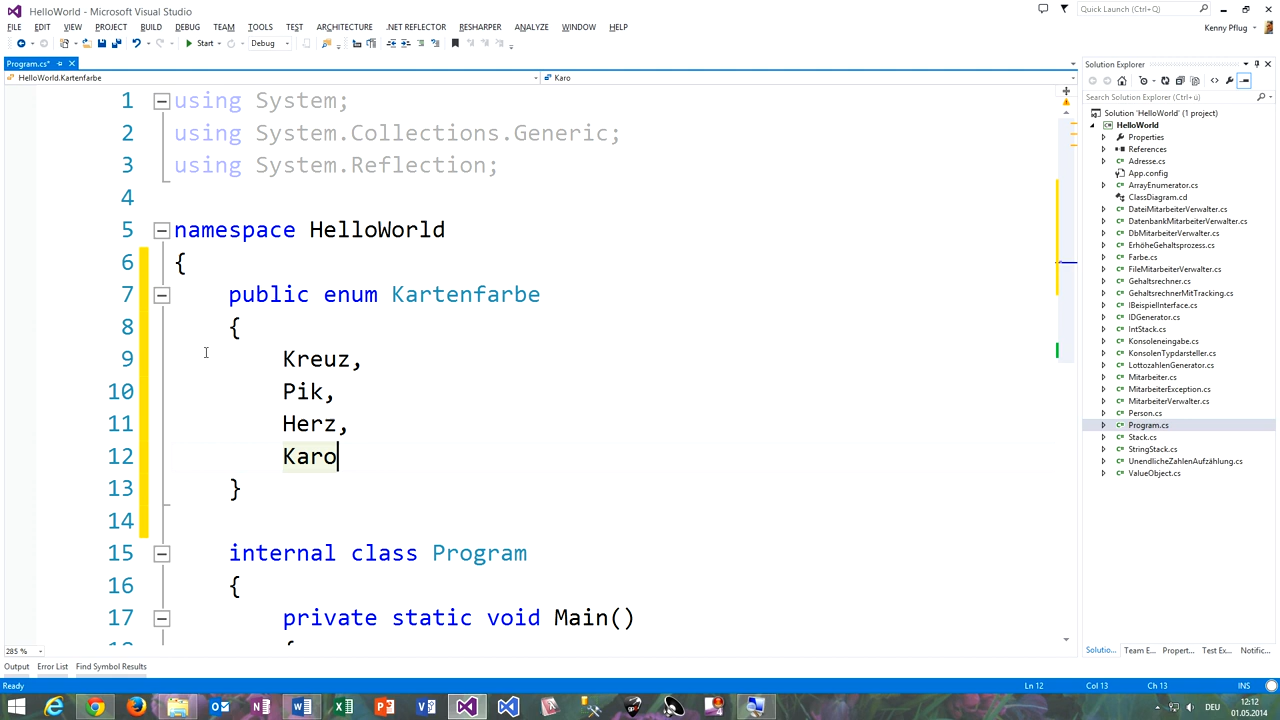 HelloWorld - Microsoft Visual Studio
Quick Launch (Ctrl+Q)
FILE EDIT VIEW PROJECT BUILD DEBUG TEAM TOOLS TEST ARCHITECTURE .NET REFLECTOR RESHARPER ANALYZE WINDOW HELP
Kenny Pflug
Start Debug
Program.cs*
HelloWorld.Kartenfarbe
Karo
1 using System;
2 using System.Collections.Generic;
3 using System.Reflection;
4
5 namespace HelloWorld
6 {
7 public enum Kartenfarbe
8 {
9 Kreuz,
10 Pik,
11 Herz,
12 Karo
13 }
14
15 internal class Program
16 {
17 private static void Main()
{
285 %
Solution Explorer
Search Solution Explorer (Ctrl+ü)
Solution 'HelloWorld' (1 project)
HelloWorld
Properties
References
Adresse.cs
App.config
ArrayEnumerator.cs
ClassDiagram.cd
DateiMitarbeiterVerwalter.cs
DatenbankMitarbeiterVerwalter.cs
DbMitarbeiterVerwalter.cs
ErhöheGehaltsprozess.cs
Farbe.cs
FileMitarbeiterVerwalter.cs
Gehaltsrechner.cs
GehaltsrechnerMitTracking.cs
IBeispielInterface.cs
IDGenerator.cs
IntStack.cs
Konsoleneingabe.cs
KonsolenTypdarsteller.cs
LottozahlenGenerator.cs
Mitarbeiter.cs
MitarbeiterException.cs
MitarbeiterVerwalter.cs
Person.cs
Program.cs
Stack.cs
StringStack.cs
UnendlicheZahlenAufzählung.cs
ValueObject.cs
Solutio... Team E... Propert... Test Ex... Notific...
Output Error List Find Symbol Results
Ready
Ln 12 Col 13 Ch 13 INS
DEU
12:12
01.05.2014